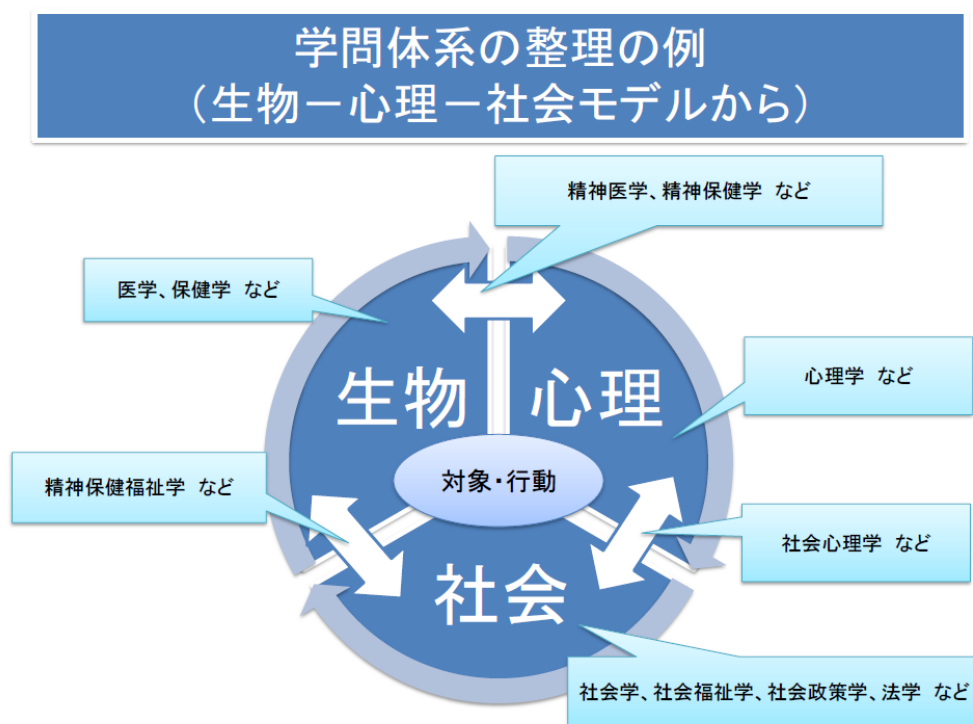 学問体系の整理の例
（生物－心理－社会モデルから）
精神医学、精神保健学 など
医学、保健学 など
生物
心理
心理学 など
対象・行動
精神保健福祉学 など
社会心理学 など
社会
社会学、社会福祉学、社会政策学、法学 など